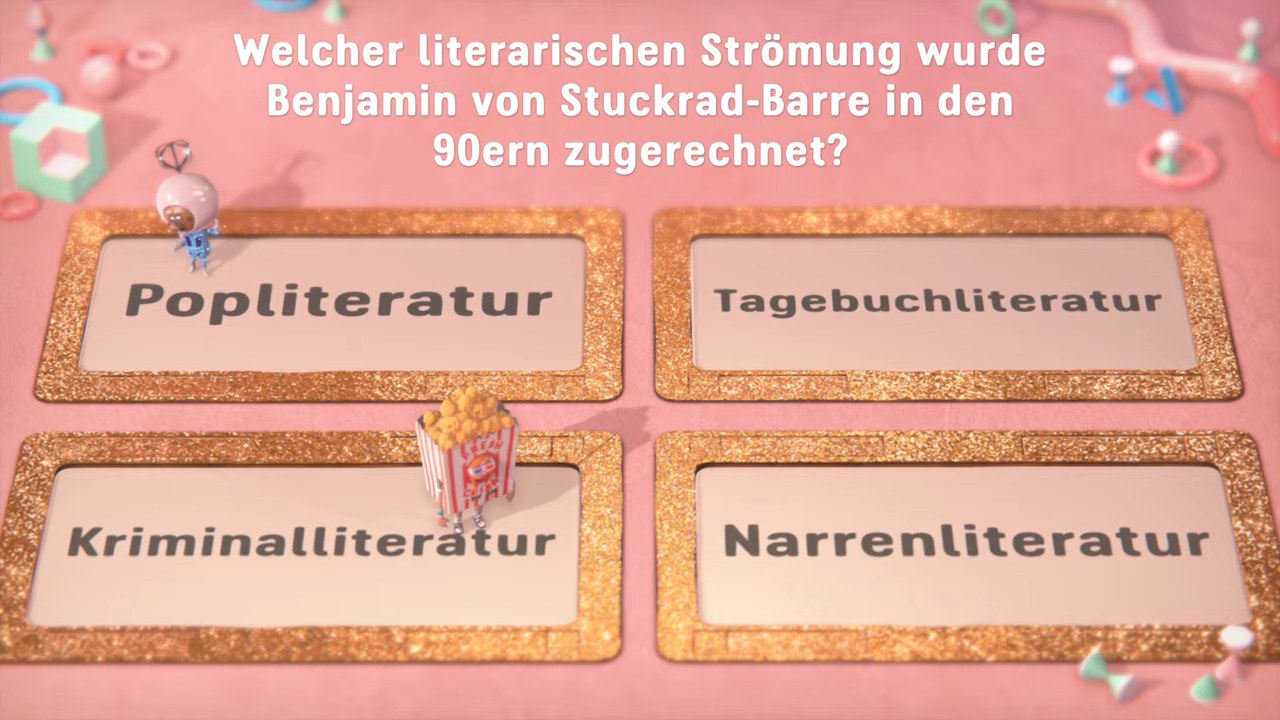 Welcher literarischen Strömung wurde
Benjamin von Stuckrad-Barre in den
90ern zugerechnet?
Popliteratur
Tagebuchliteratur
Kriminalliteratur
Narrenliteratur